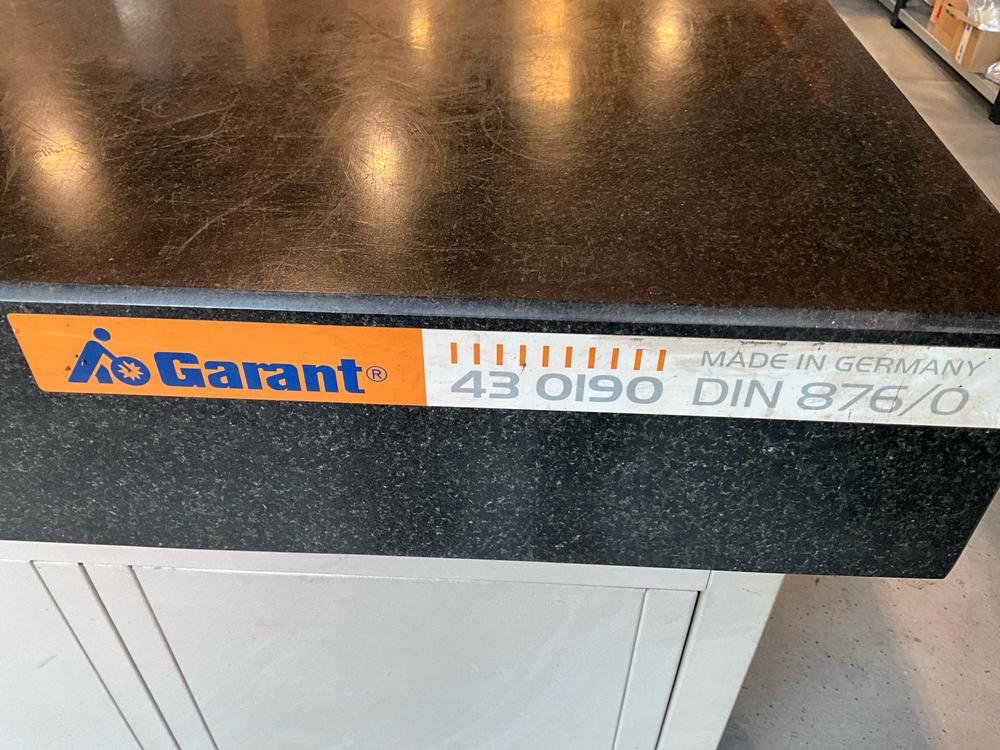 Garant®
MADE IN GERMANY
43 0190 DIN 876/0